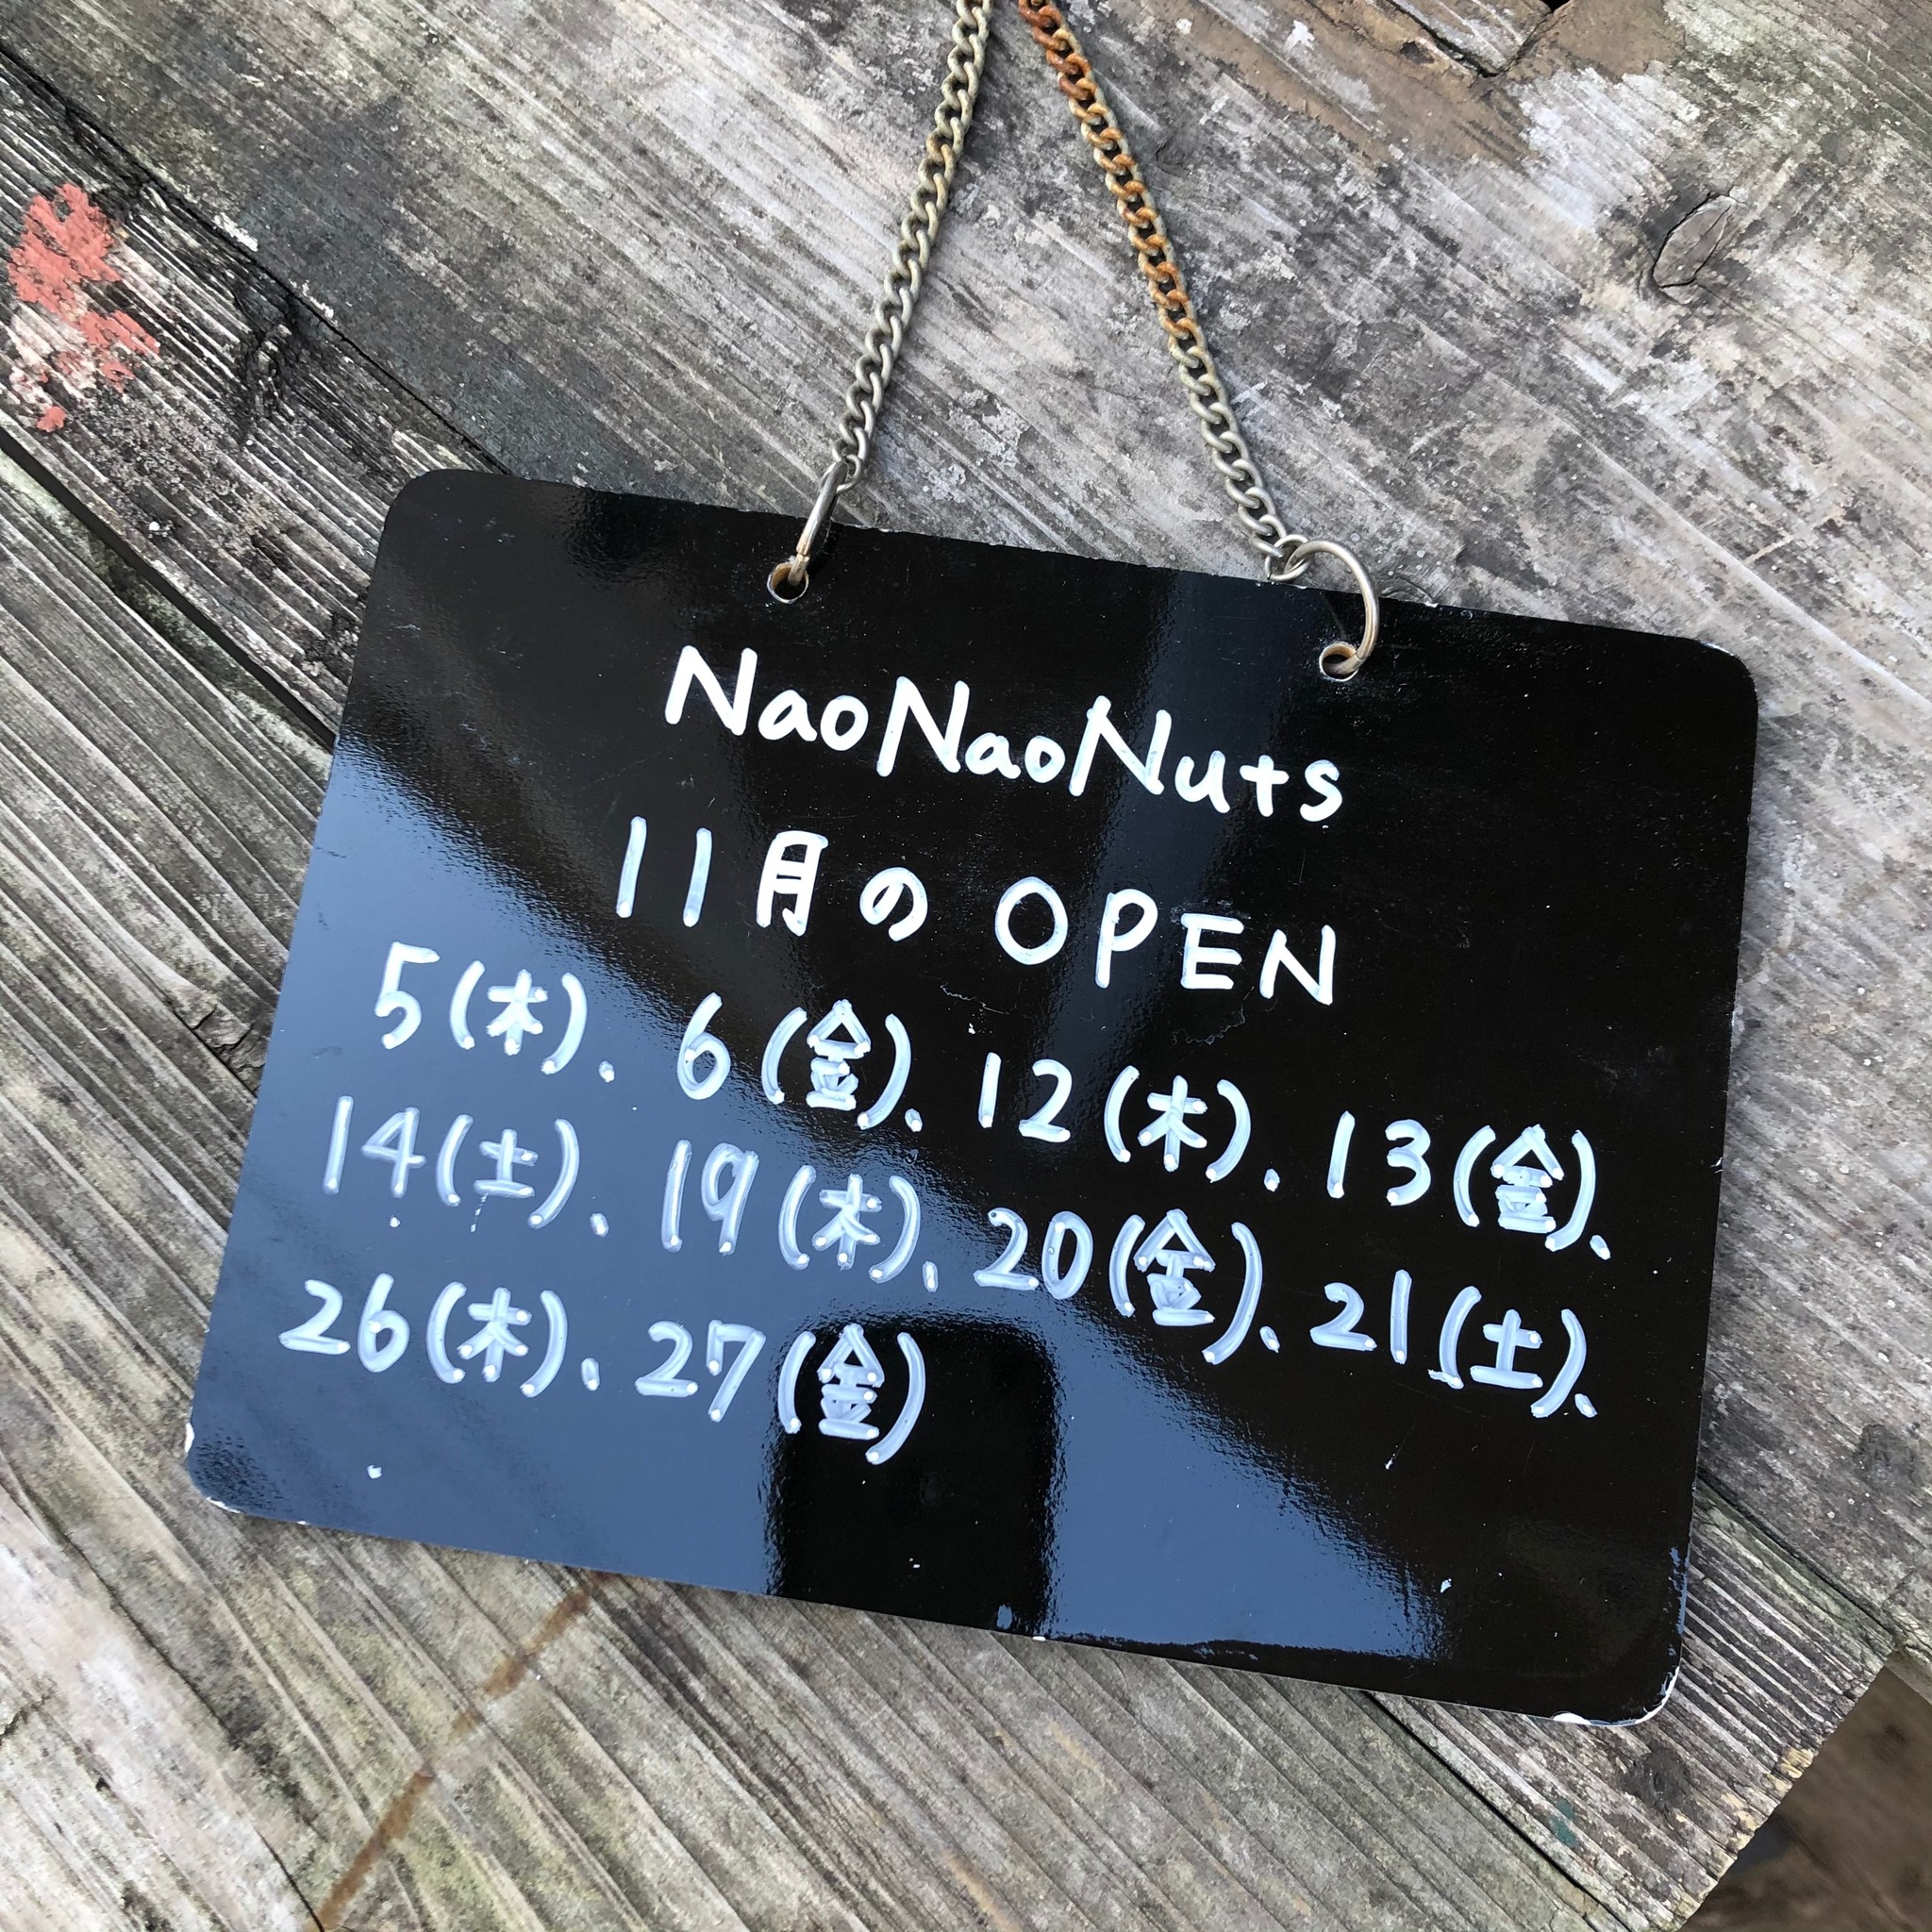 NaoNaoNuts
11月の OPEN
5(木)、6(金)、12(木)、13(金)、
14(土)、19(木)、20(金)、21(土)、
26(木)、27(金)